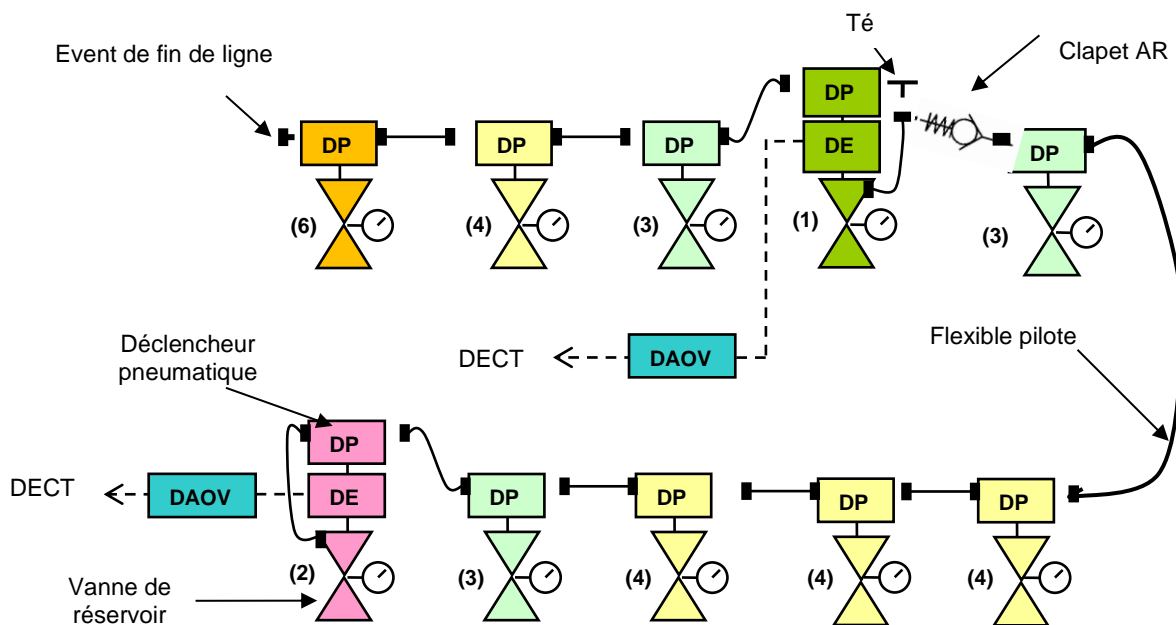 Té
Event de fin de ligne
Clapet AR
DP
DP
DP
DP
DP
DE
(6)
(4)
(3)
(1)
(3)
Déclencheur
pneumatique
DECT
DAOV
Flexible pilote
DP
DECT
DAOV
DE
DP
DP
DP
DP
(2)
(3)
(4)
(4)
(4)
Vanne de
réservoir